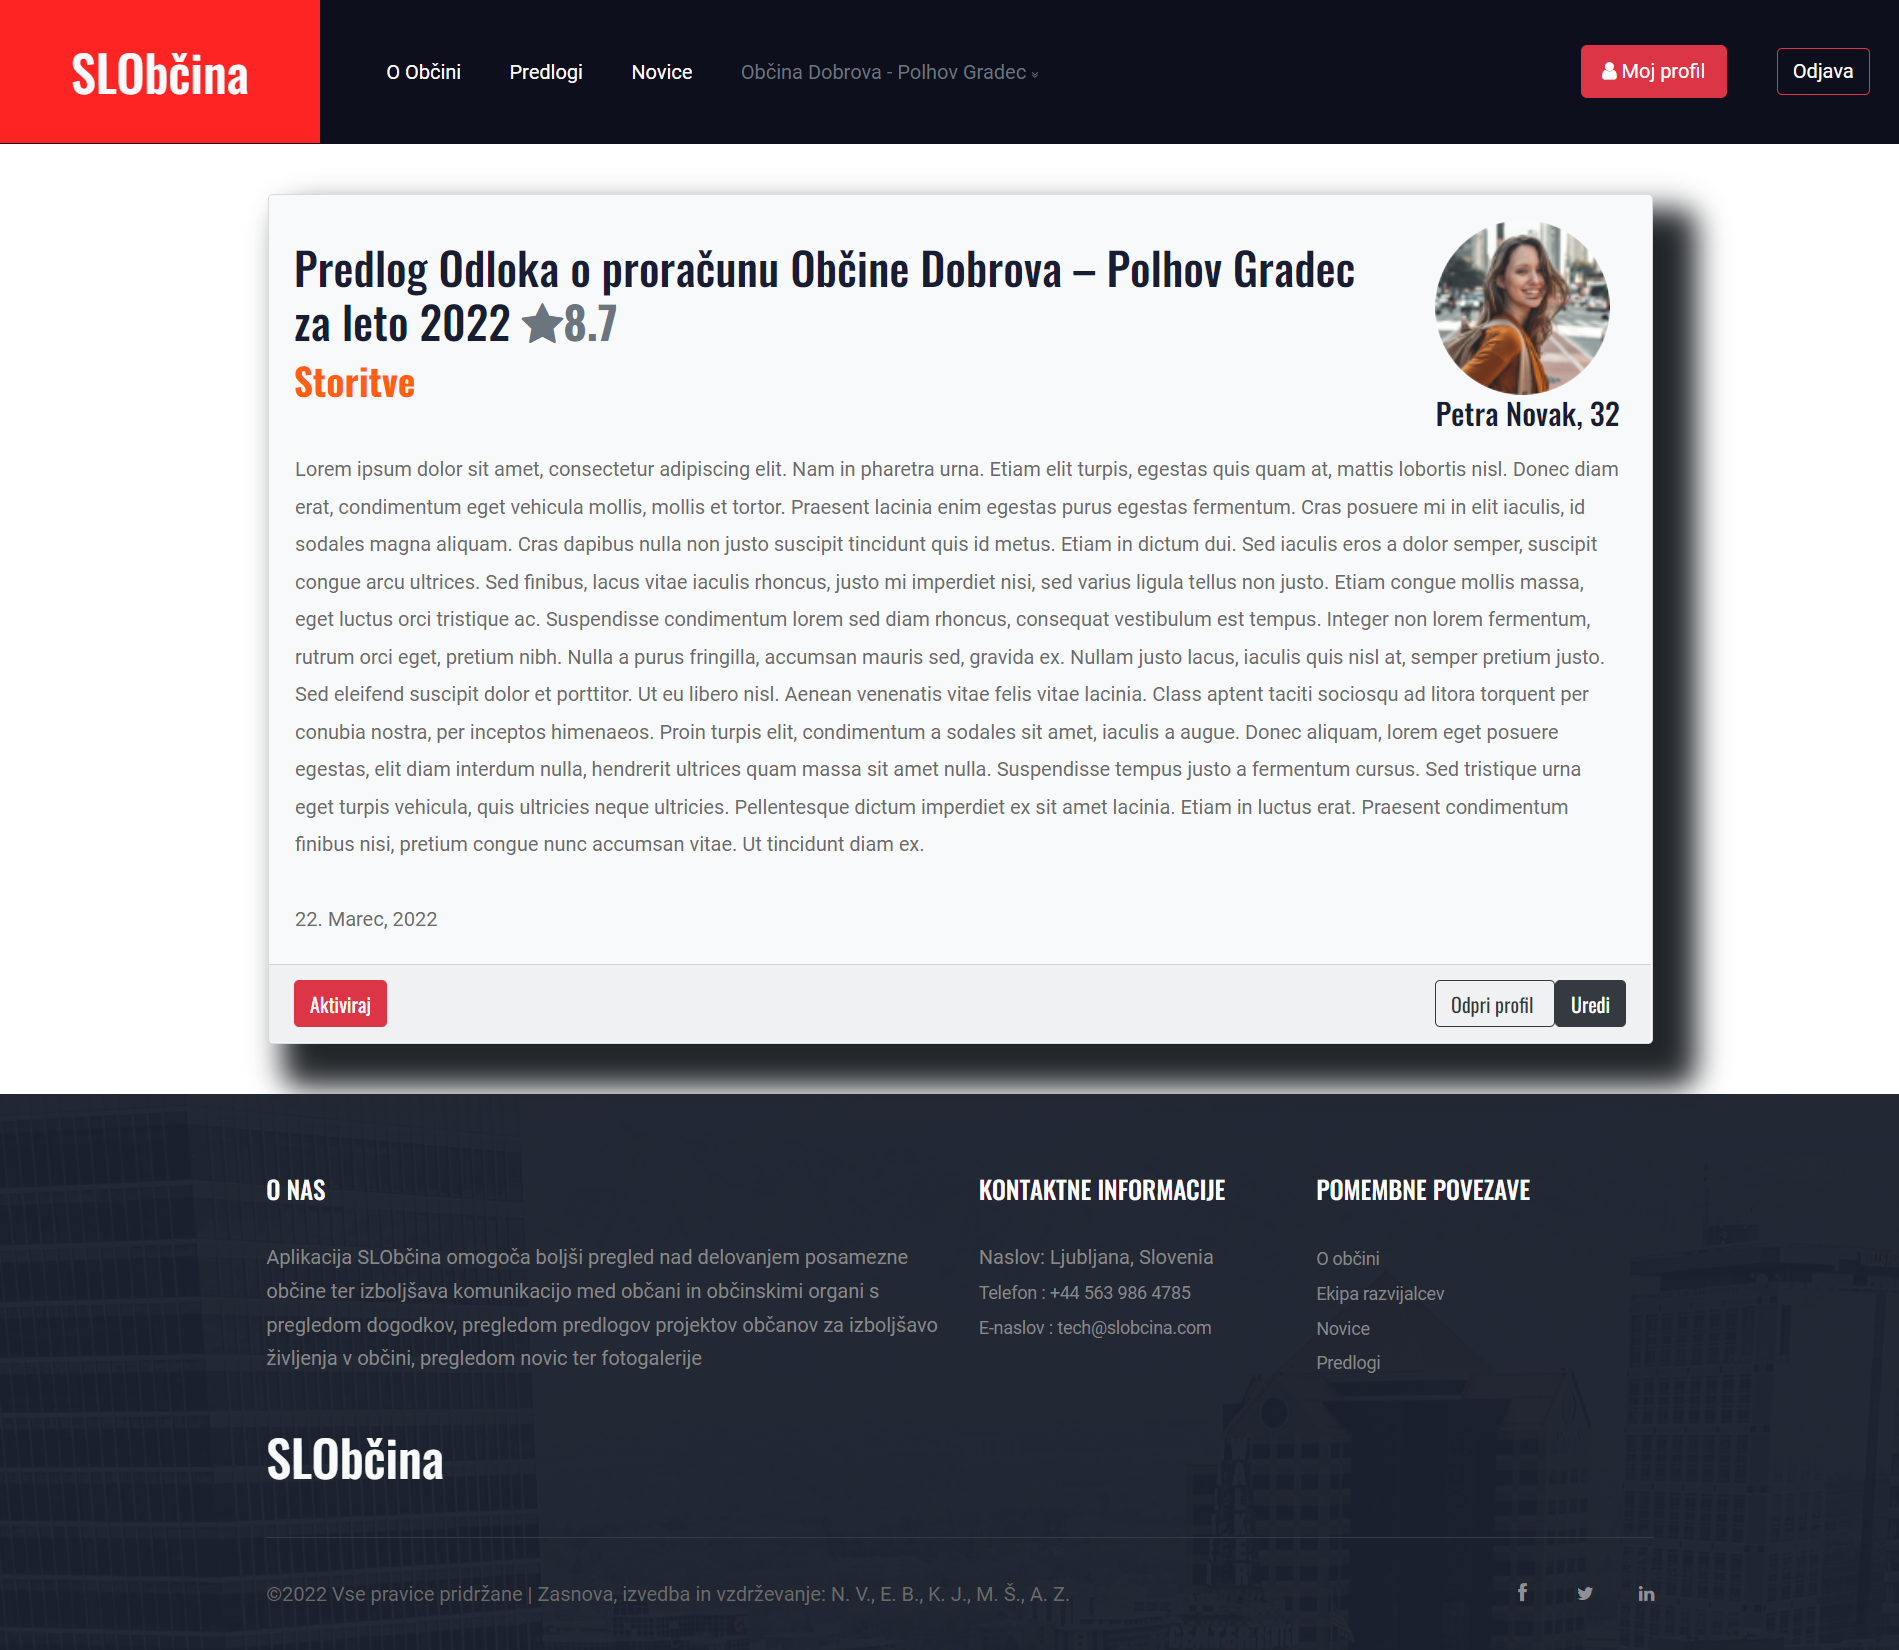 SLObčina
O Občini
Predlogi
Novice
Občina Dobrova - Polhov Gradec
Moj profil
Odjava
Predlog Odloka o proračunu Občine Dobrova – Polhov Gradec
za leto 2022 8.7
Storitve
Petra Novak, 32
Lorem ipsum dolor sit amet, consectetur adipiscing elit. Nam in pharetra urna. Etiam elit turpis, egestas quis quam at, mattis lobortis nisl. Donec diam
erat, condimentum eget vehicula mollis, mollis et tortor. Praesent lacinia enim egestas purus egestas fermentum. Cras posuere mi in elit iaculis, id
sodales magna aliquam. Cras dapibus nulla non justo suscipit tincidunt quis id metus. Etiam in dictum dui. Sed iaculis eros a dolor semper, suscipit
congue arcu ultrices. Sed finibus, lacus vitae iaculis rhoncus, justo mi imperdiet nisi, sed varius ligula tellus non justo. Etiam congue mollis massa,
eget luctus orci tristique ac. Suspendisse condimentum lorem sed diam rhoncus, consequat vestibulum est tempus. Integer non lorem fermentum,
rutrum orci eget, pretium nibh. Nulla a purus fringilla, accumsan mauris sed, gravida ex. Nullam justo lacus, iaculis quis nisl at, semper pretium justo.
Sed eleifend suscipit dolor et porttitor. Ut eu libero nisl. Aenean venenatis vitae felis vitae lacinia. Class aptent taciti sociosqu ad litora torquent per
conubia nostra, per inceptos himenaeos. Proin turpis elit, condimentum a sodales sit amet, iaculis a augue. Donec aliquam, lorem eget posuere
egestas, elit diam interdum nulla, hendrerit ultrices quam massa sit amet nulla. Suspendisse tempus justo a fermentum cursus. Sed tristique urna
eget turpis vehicula, quis ultricies neque ultricies. Pellentesque dictum imperdiet ex sit amet lacinia. Etiam in luctus erat. Praesent condimentum
finibus nisi, pretium congue nunc accumsan vitae. Ut tincidunt diam ex.
22. Marec, 2022
Aktiviraj
Odpri profil
Uredi
O NAS
Aplikacija SLObčina omogoča boljši pregled nad delovanjem posamezne
občine ter izboljšava komunikacijo med občani in občinskimi organi s
pregledom dogodkov, pregledom predlogov projektov občanov za izboljšavo
življenja v občini, pregledom novic ter fotogalerije
SLObčina
KONTAKTNE INFORMACIJE
Naslov: Ljubljana, Slovenia
Telefon : +44 563 986 4785
E-naslov : tech@slobcina.com
POMEMBNE POVEZAVE
O občini
Ekipa razvijalcev
Novice
Predlogi
©2022 Vse pravice pridržane | Zasnova, izvedba in vzdrževanje: N. V., E. B., K. J., M. Š., A. Z.